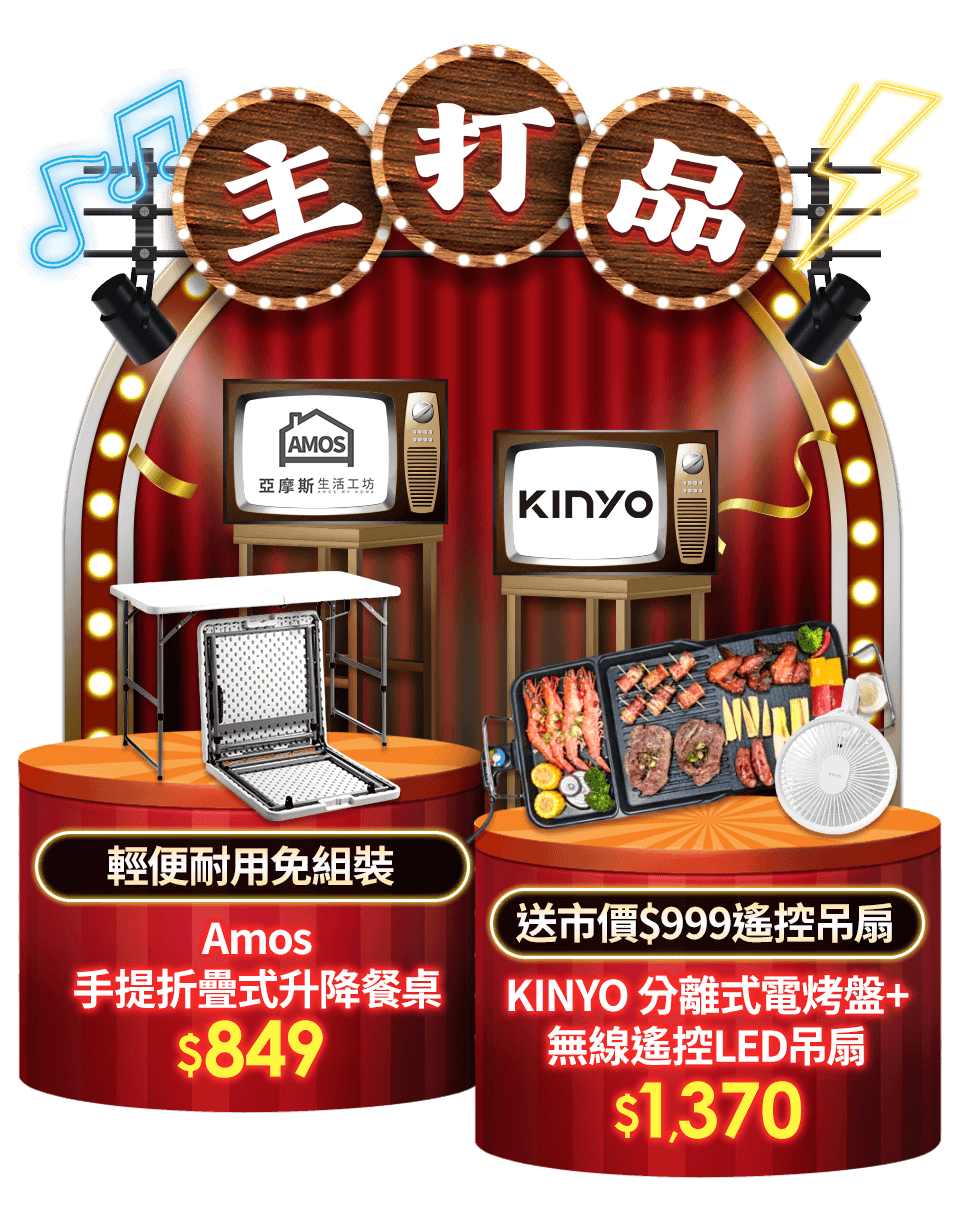 主打品
AMOS
亞摩斯生活工坊
AMOS MY HOME
KINYO
輕便耐用免組裝
Amos
手提折疊式升降餐桌
$849
送市價$999遙控吊扇
KINYO 分離式電烤盤+
無線遙控LED吊扇
$1,370